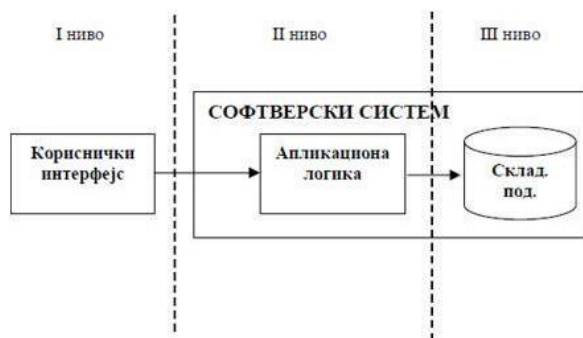 I ниво
II ниво
III ниво
СОФТВЕРСКИ СИСТЕМ
Кориснички
интерфејс
Апликациона
логика
Склад.
под.